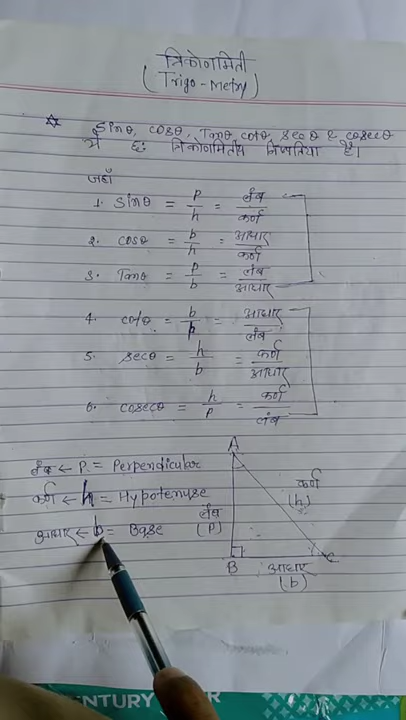 त्रिकोणमिती
(Trigo-Metry)
☆ Sinθ, cosθ, Tanθ, cotθ, secθ & cosecθ
ये छः त्रिकोणमितीय निष्पतिया है।
जहाँ
1. Sinθ = p/h = लंब/कर्ण
2. cosθ = b/h = आधार/कर्ण
3. Tanθ = p/b = लंब/आधार
4. cotθ = b/p = आधार/लंब
5. secθ = h/b = कर्ण/आधार
6. cosecθ = h/p = कर्ण/लंब
लंब ← P. = Perpendicular
कर्ण ← h = Hypotenuse
आधार ← b = Base
A
कर्ण
(h)
लंब
(P)
B
C
आधार
(b)
CENTURY